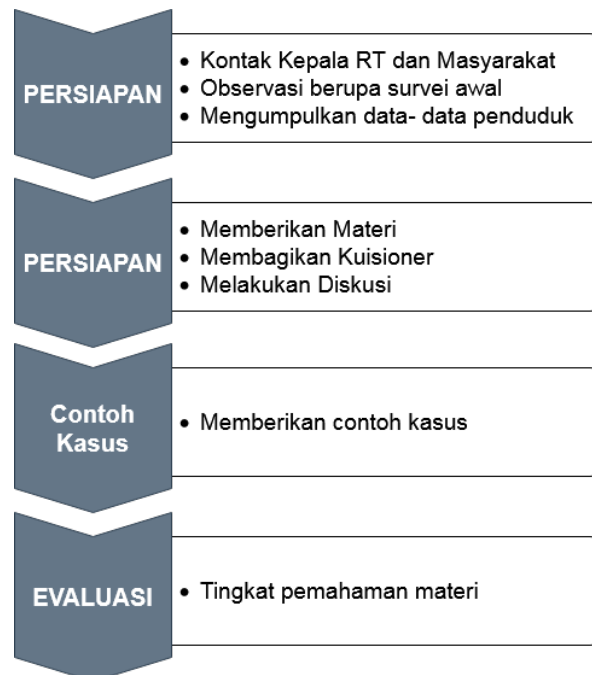 PERSIAPAN
• Kontak Kepala RT dan Masyarakat
• Observasi berupa survei awal
• Mengumpulkan data- data penduduk
PERSIAPAN
• Memberikan Materi
• Membagikan Kuisioner
• Melakukan Diskusi
Contoh
Kasus
• Memberikan contoh kasus
EVALUASI
• Tingkat pemahaman materi